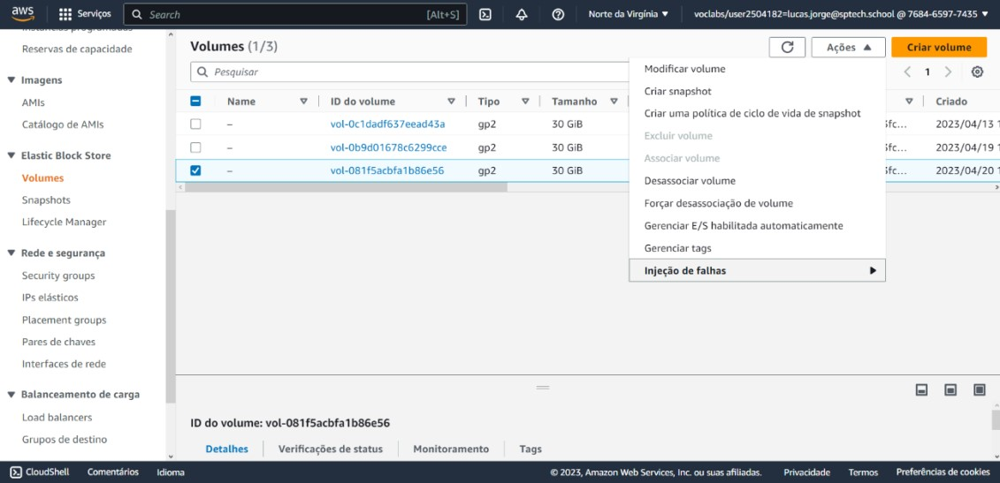 aws Serviços Search [Alt+S] Norte da Virgínia voclabs/user2504182=lucas.jorge@sptech.school @ 7684-6597-7435
Instâncias programadas
Reservas de capacidade
Imagens
AMIs
Catálogo de AMIs
Elastic Block Store
Volumes
Snapshots
Lifecycle Manager
Rede e segurança
Security groups
IPs elásticos
Placement groups
Pares de chaves
Interfaces de rede
Balanceamento de carga
Load balancers
Grupos de destino
Volumes (1/3) Ações Criar volume
Pesquisar 1
Name ID do volume Tipo Tamanho Criado
– vol-0c1dadf637eead43a gp2 30 GiB 2023/04/13 1
– vol-0b9d01678c6299cce gp2 30 GiB 5fc... 2023/04/19 1
– vol-081f5acbfa1b86e56 gp2 30 GiB 5fc... 2023/04/20 1
Modificar volume
Criar snapshot
Criar uma política de ciclo de vida de snapshot
Excluir volume
Associar volume
Desassociar volume
Forçar desassociação de volume
Gerenciar E/S habilitada automaticamente
Gerenciar tags
Injeção de falhas
ID do volume: vol-081f5acbfa1b86e56
Detalhes Verificações de status Monitoramento Tags
CloudShell Comentários Idioma © 2023, Amazon Web Services, Inc. ou suas afiliadas. Privacidade Termos Preferências de cookies